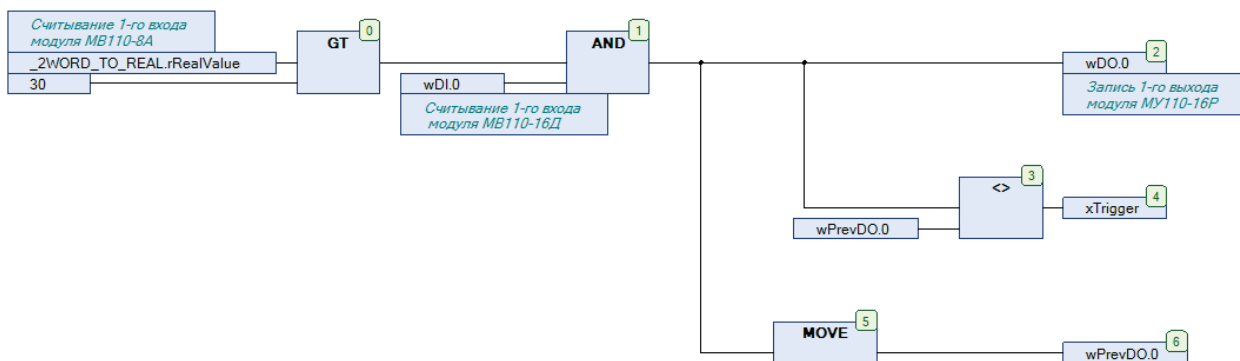 Считывание 1-го входа
модуля МВ110-8А
_2WORD_TO_REAL.rRealValue
30
GT
0
wDI.0
Считывание 1-го входа
модуля МВ110-16Д
AND
1
wDO.0
2
Запись 1-го выхода
модуля МУ110-16Р
<>
3
wPrevDO.0
xTrigger
4
MOVE
5
wPrevDO.0
6